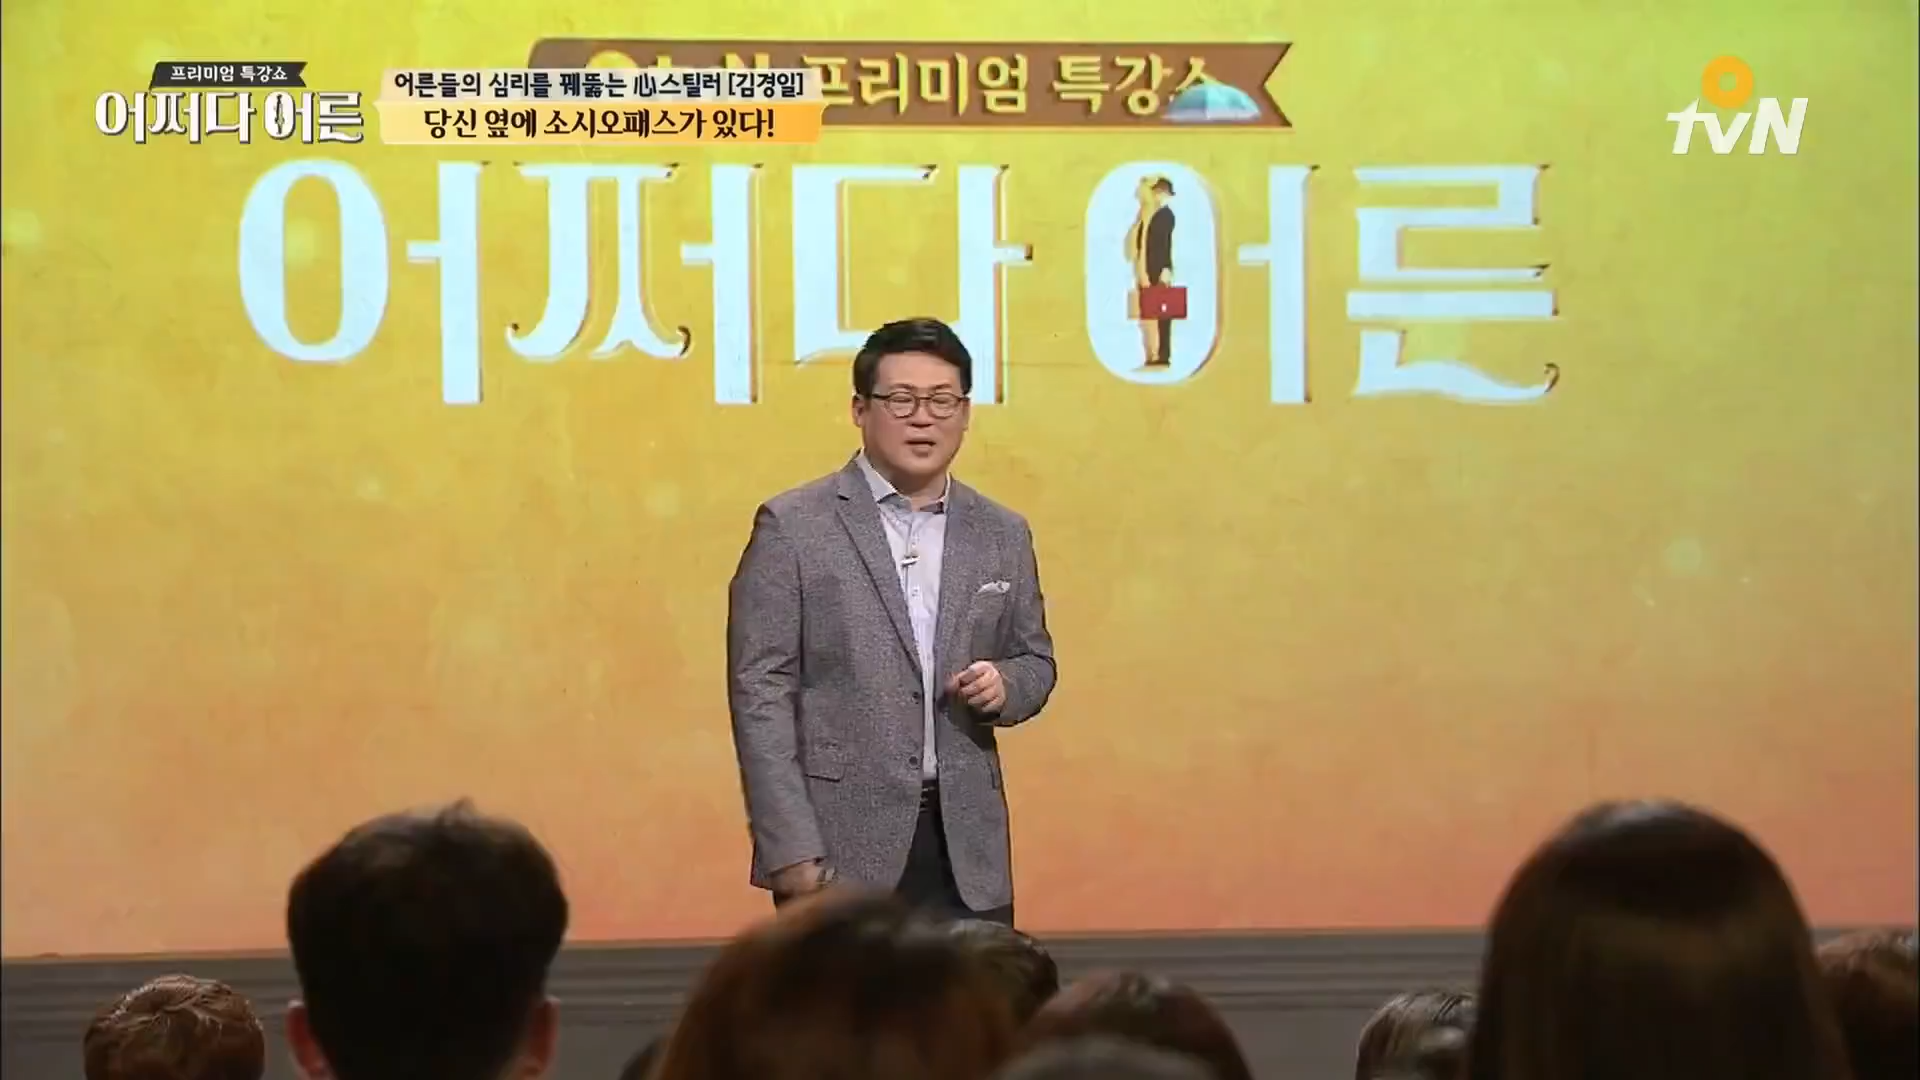 프리미엄 특강쇼
어쩌다 어른
어른들의 심리를 꿰뚫는 心스틸러 [김경일]
당신 옆에 소시오패스가 있다!
tvN
프리미엄 특강쇼
어쩌다 어른